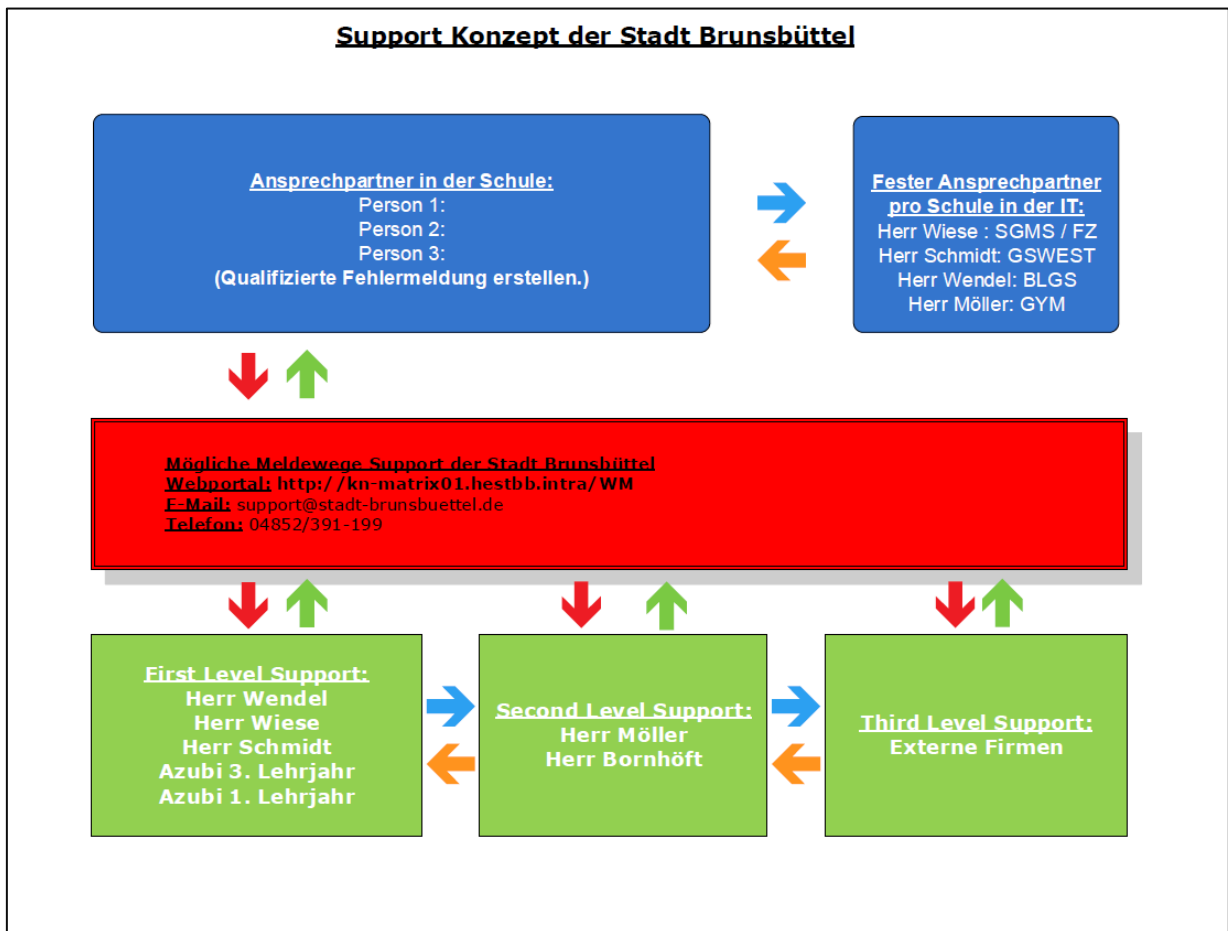 Support Konzept der Stadt Brunsbüttel
Ansprechpartner in der Schule:
Person 1:
Person 2:
Person 3:
(Qualifizierte Fehlermeldung erstellen.)
Fester Ansprechpartner
pro Schule in der IT:
Herr Wiese : SGMS / FZ
Herr Schmidt: GSWEST
Herr Wendel: BLGS
Herr Möller: GYM
Mögliche Meldewege Support der Stadt Brunsbüttel
Webportal: http://kn-matrix01.hestbb.intra/WM
E-Mail: support@stadt-brunsbuettel.de
Telefon: 04852/391-199
First Level Support:
Herr Wendel
Herr Wiese
Herr Schmidt
Azubi 3. Lehrjahr
Azubi 1. Lehrjahr
Second Level Support:
Herr Möller
Herr Bornhöft
Third Level Support:
Externe Firmen